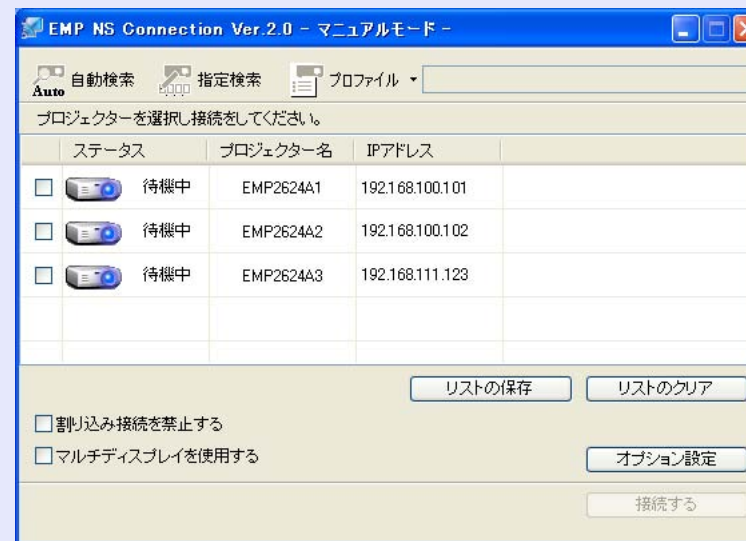 EMP NS Connection Ver.2.0 - マニュアルモード -
Auto 自動検索 指定検索 プロファイル
プロジェクターを選択し接続をしてください。
ステータス プロジェクター名 IPアドレス
待機中 EMP2624A1 192.168.100.101
待機中 EMP2624A2 192.168.100.102
待機中 EMP2624A3 192.168.111.123
リストの保存 リストのクリア
割り込み接続を禁止する
マルチディスプレイを使用する
オプション設定
接続する